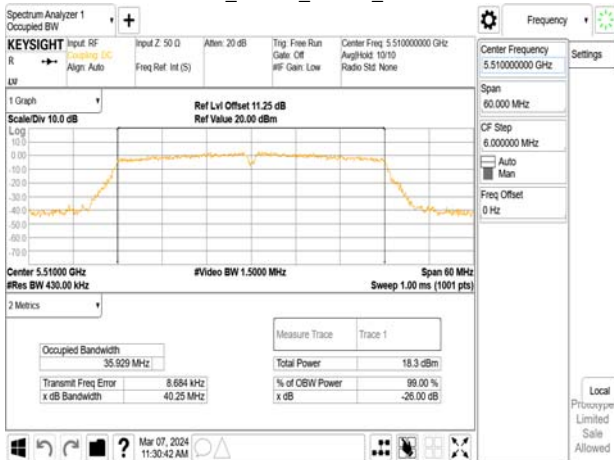 Spectrum Analyzer 1
Occupied BW
Frequency
KEYSIGHT
R
LVI
Input: RF
Coupling: DC
Align: Auto
Input Z: 50 Ω
Freq Ref: Int (S)
Atten: 20 dB
Trig: Free Run
Gate: Off
#IF Gain: Low
Center Freq: 5.510000000 GHz
Avg|Hold: 10/10
Radio Std: None
Center Frequency
5.510000000 GHz
Settings
Span
60.000 MHz
CF Step
6.000000 MHz
Auto
Man
Freq Offset
0 Hz
1 Graph
Scale/Div 10.0 dB
Ref Lvl Offset 11.25 dB
Ref Value 20.00 dBm
Log
10.0
0.00
-10.0
-20.0
-30.0
-40.0
-50.0
-60.0
-70.0
Center 5.51000 GHz
#Res BW 430.00 kHz
#Video BW 1.5000 MHz
Span 60 MHz
Sweep 1.00 ms (1001 pts)
2 Metrics
Measure Trace
Trace 1
Occupied Bandwidth
35.929 MHz
Total Power
18.3 dBm
Transmit Freq Error
8.684 kHz
% of OBW Power
99.00 %
x dB Bandwidth
40.25 MHz
x dB
-26.00 dB
Local
Prototype
Limited
Sale
Allowed
?
Mar 07, 2024
11:30:42 AM